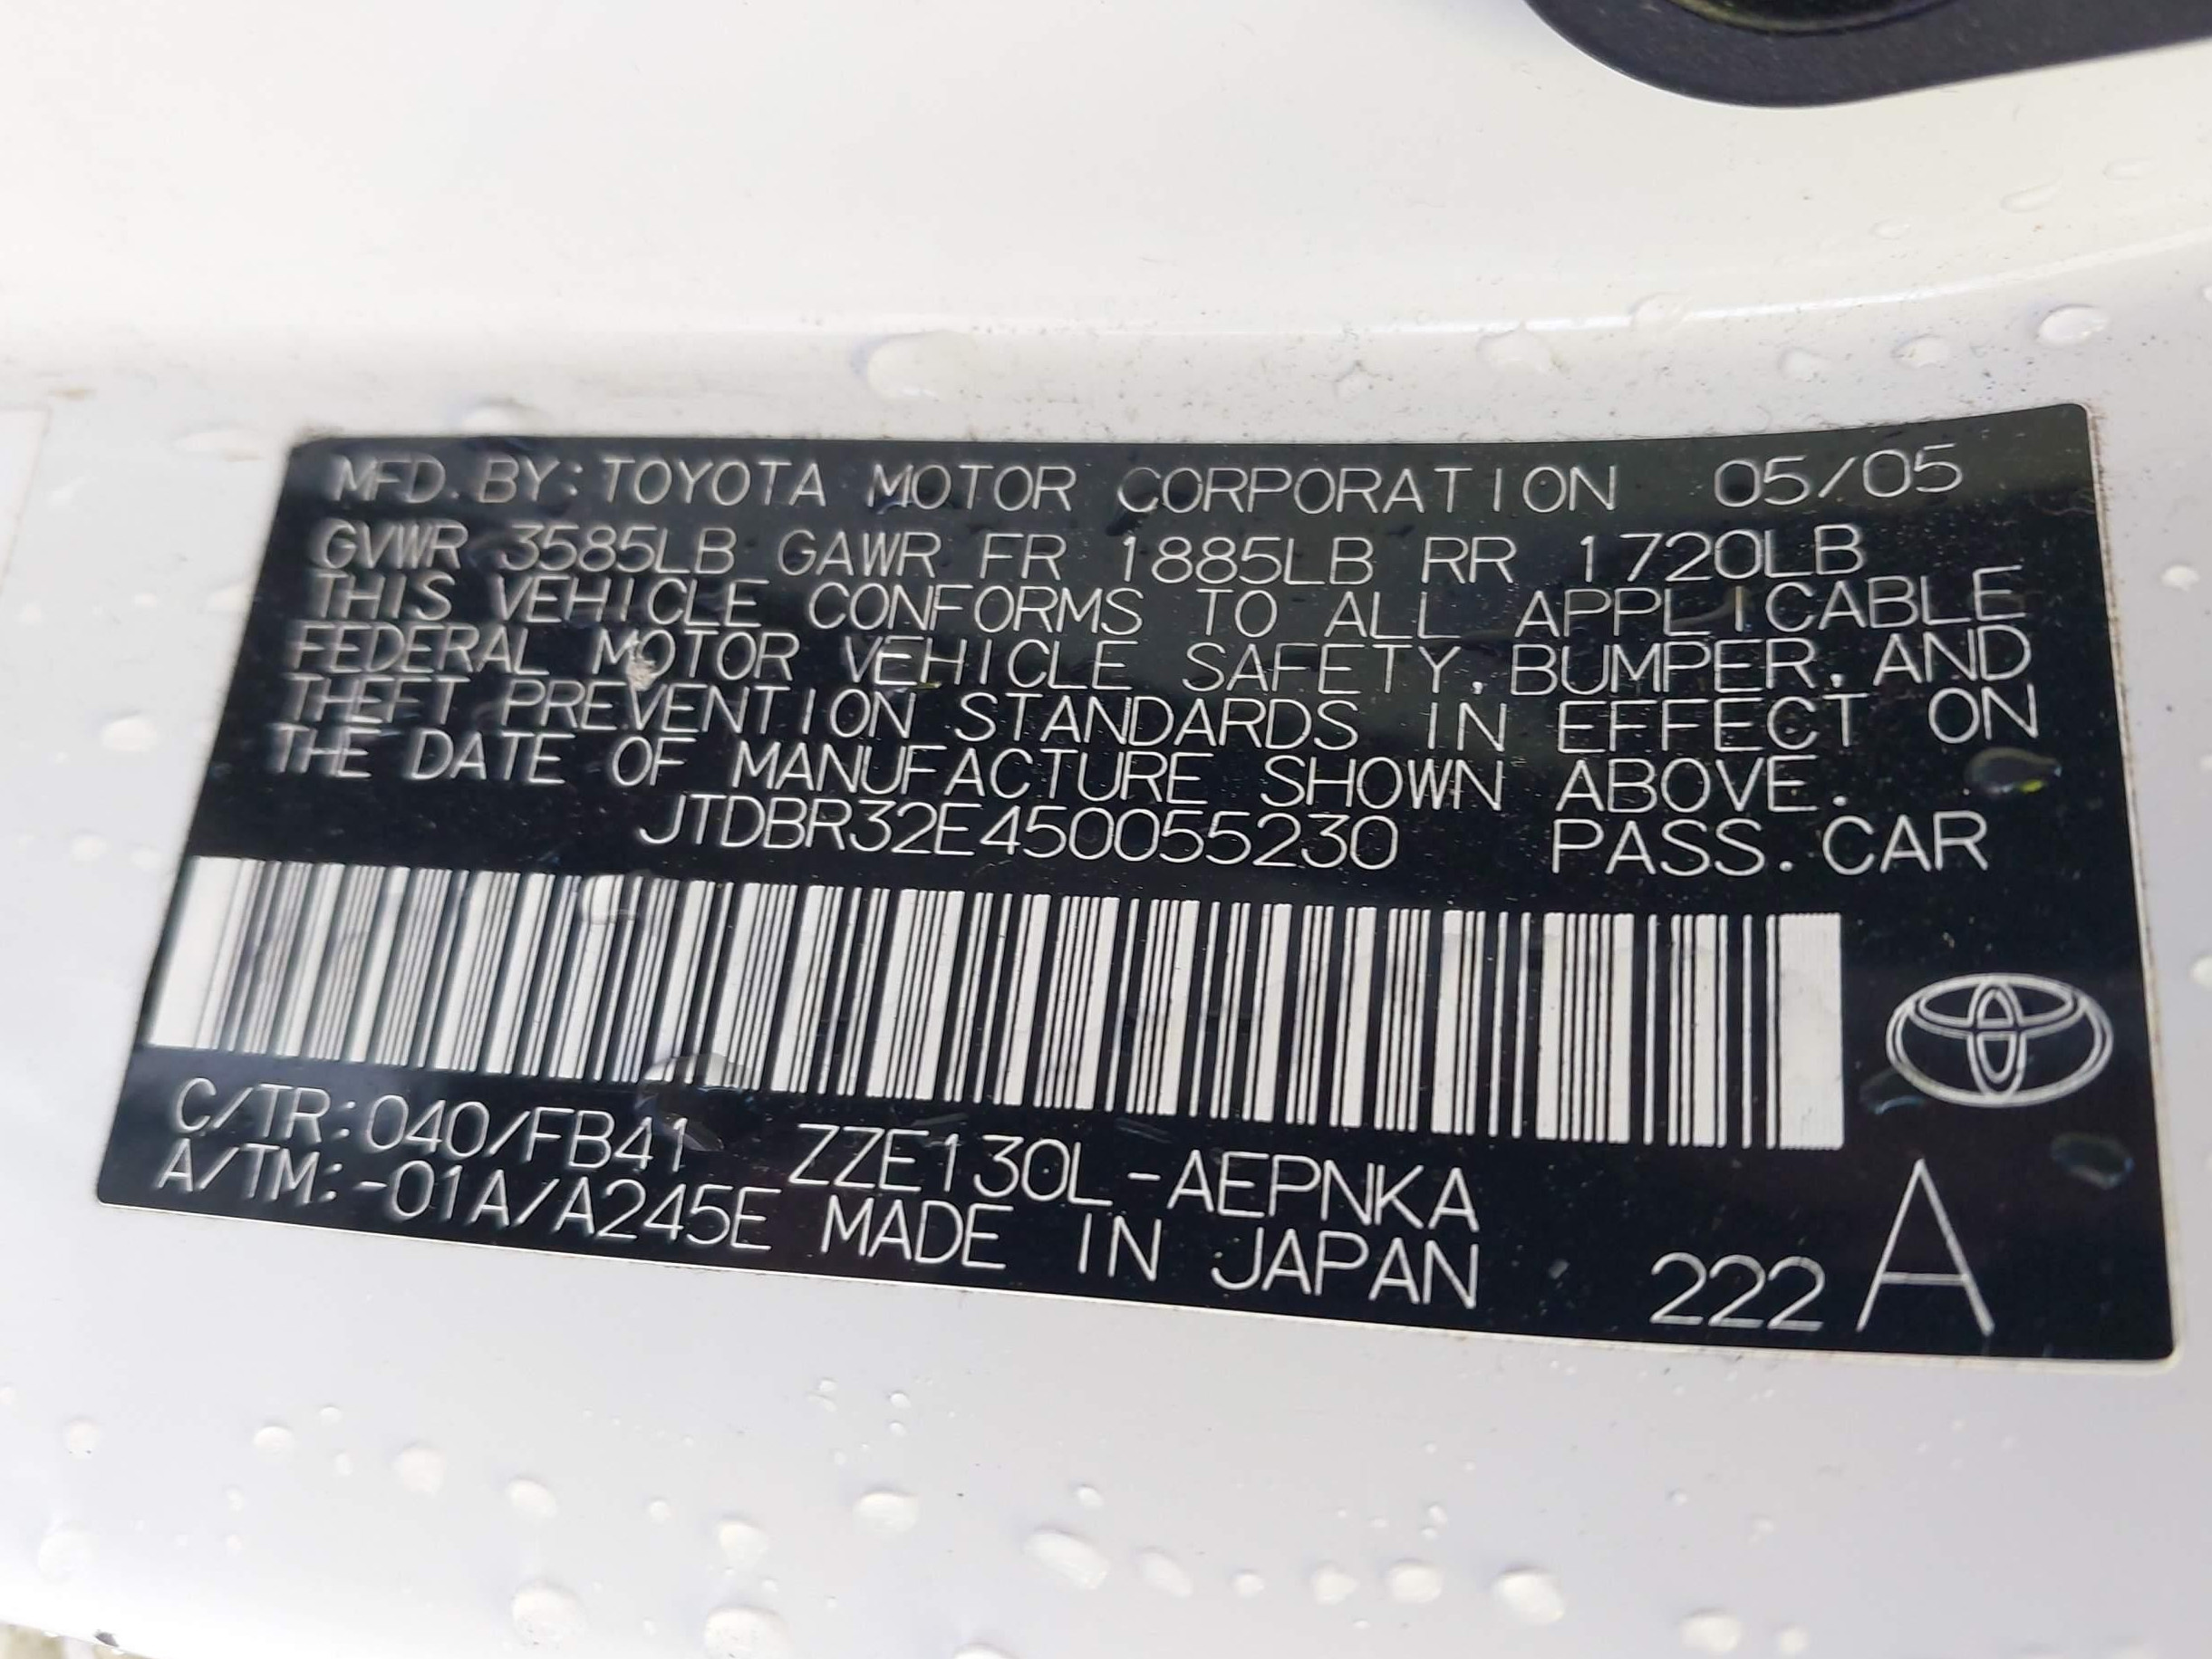 MFD. BY: TOYOTA MOTOR CORPORATION 05/05
GVWR 3585LB GAWR FR 1885LB RR 1720LB
THIS VEHICLE CONFORMS TO ALL APPLICABLE
FEDERAL MOTOR VEHICLE SAFETY, BUMPER, AND
THEFT PREVENTION STANDARDS IN EFFECT ON
THE DATE OF MANUFACTURE SHOWN ABOVE.
JTDBR32E450055230 PASS. CAR
C/TR: 040/FB41 ZZE130L-AEPNKA
A/TM: -01A/A245E MADE IN JAPAN 222 A